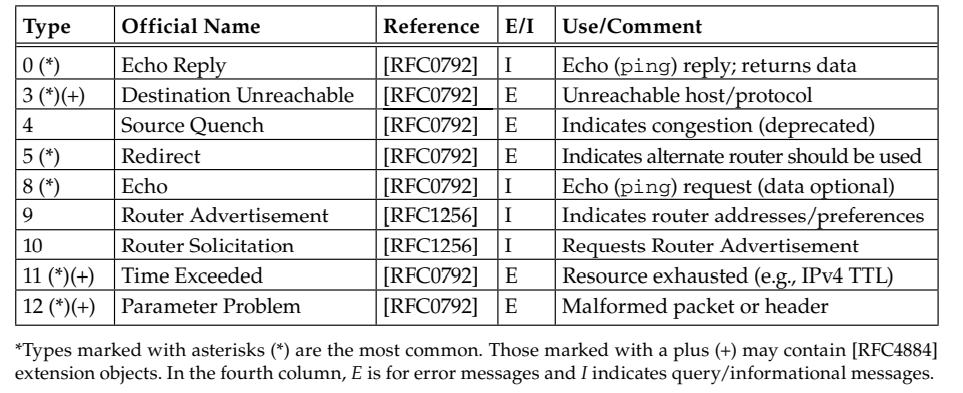 Type Official Name Reference E/I Use/Comment
0 (*) Echo Reply [RFC0792] I Echo (ping) reply; returns data
3 (*)(+) Destination Unreachable [RFC0792] E Unreachable host/protocol
4 Source Quench [RFC0792] E Indicates congestion (deprecated)
5 (*) Redirect [RFC0792] E Indicates alternate router should be used
8 (*) Echo [RFC0792] I Echo (ping) request (data optional)
9 Router Advertisement [RFC1256] I Indicates router addresses/preferences
10 Router Solicitation [RFC1256] I Requests Router Advertisement
11 (*)(+) Time Exceeded [RFC0792] E Resource exhausted (e.g., IPv4 TTL)
12 (*)(+) Parameter Problem [RFC0792] E Malformed packet or header
*Types marked with asterisks (*) are the most common. Those marked with a plus (+) may contain [RFC4884]
extension objects. In the fourth column, E is for error messages and I indicates query/informational messages.